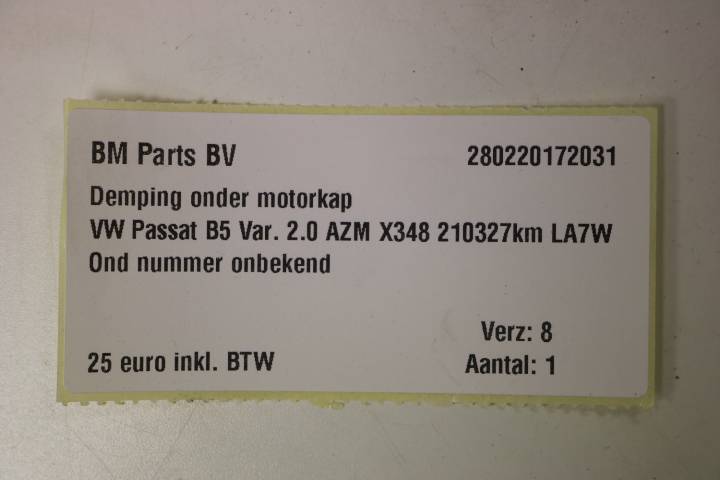 BM Parts BV 280220172031
Demping onder motorkap
VW Passat B5 Var. 2.0 AZM X348 210327km LA7W
Ond nummer onbekend
Verz: 8
25 euro inkl. BTW Aantal: 1